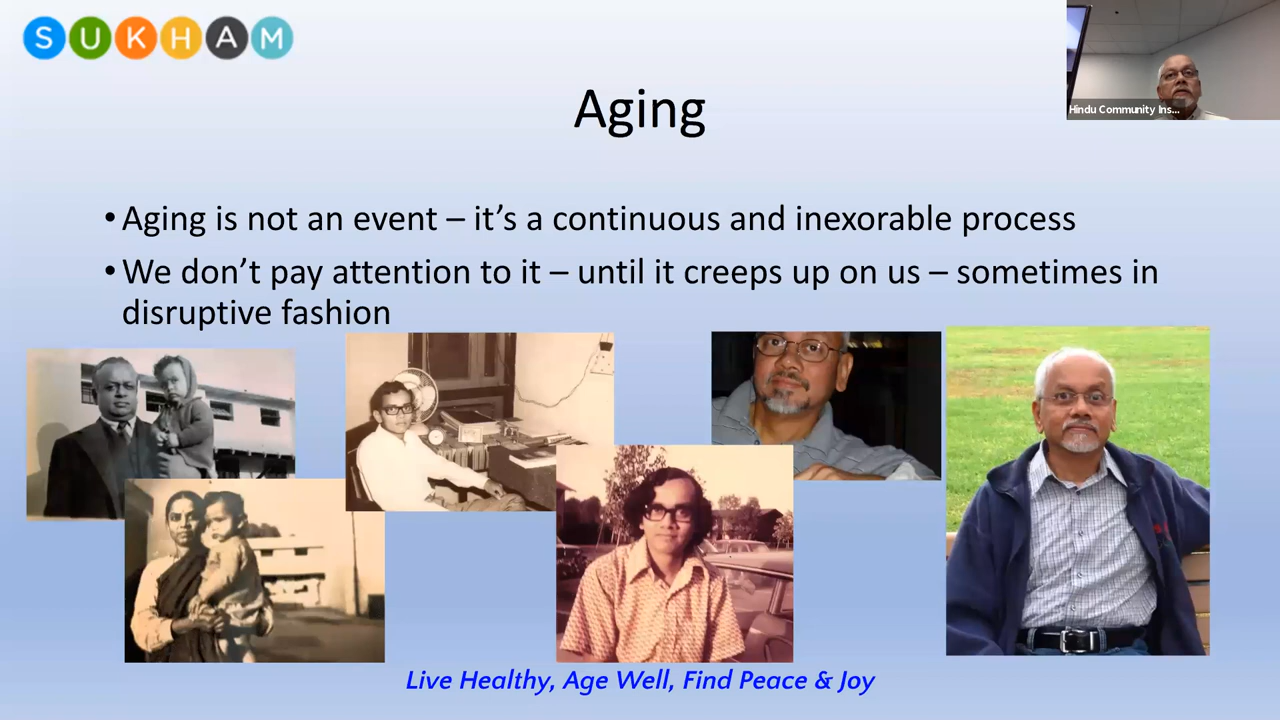 SUKHAM
Hindu Community Ins...
Aging
• Aging is not an event – it’s a continuous and inexorable process
• We don’t pay attention to it – until it creeps up on us – sometimes in
disruptive fashion
Live Healthy, Age Well, Find Peace & Joy